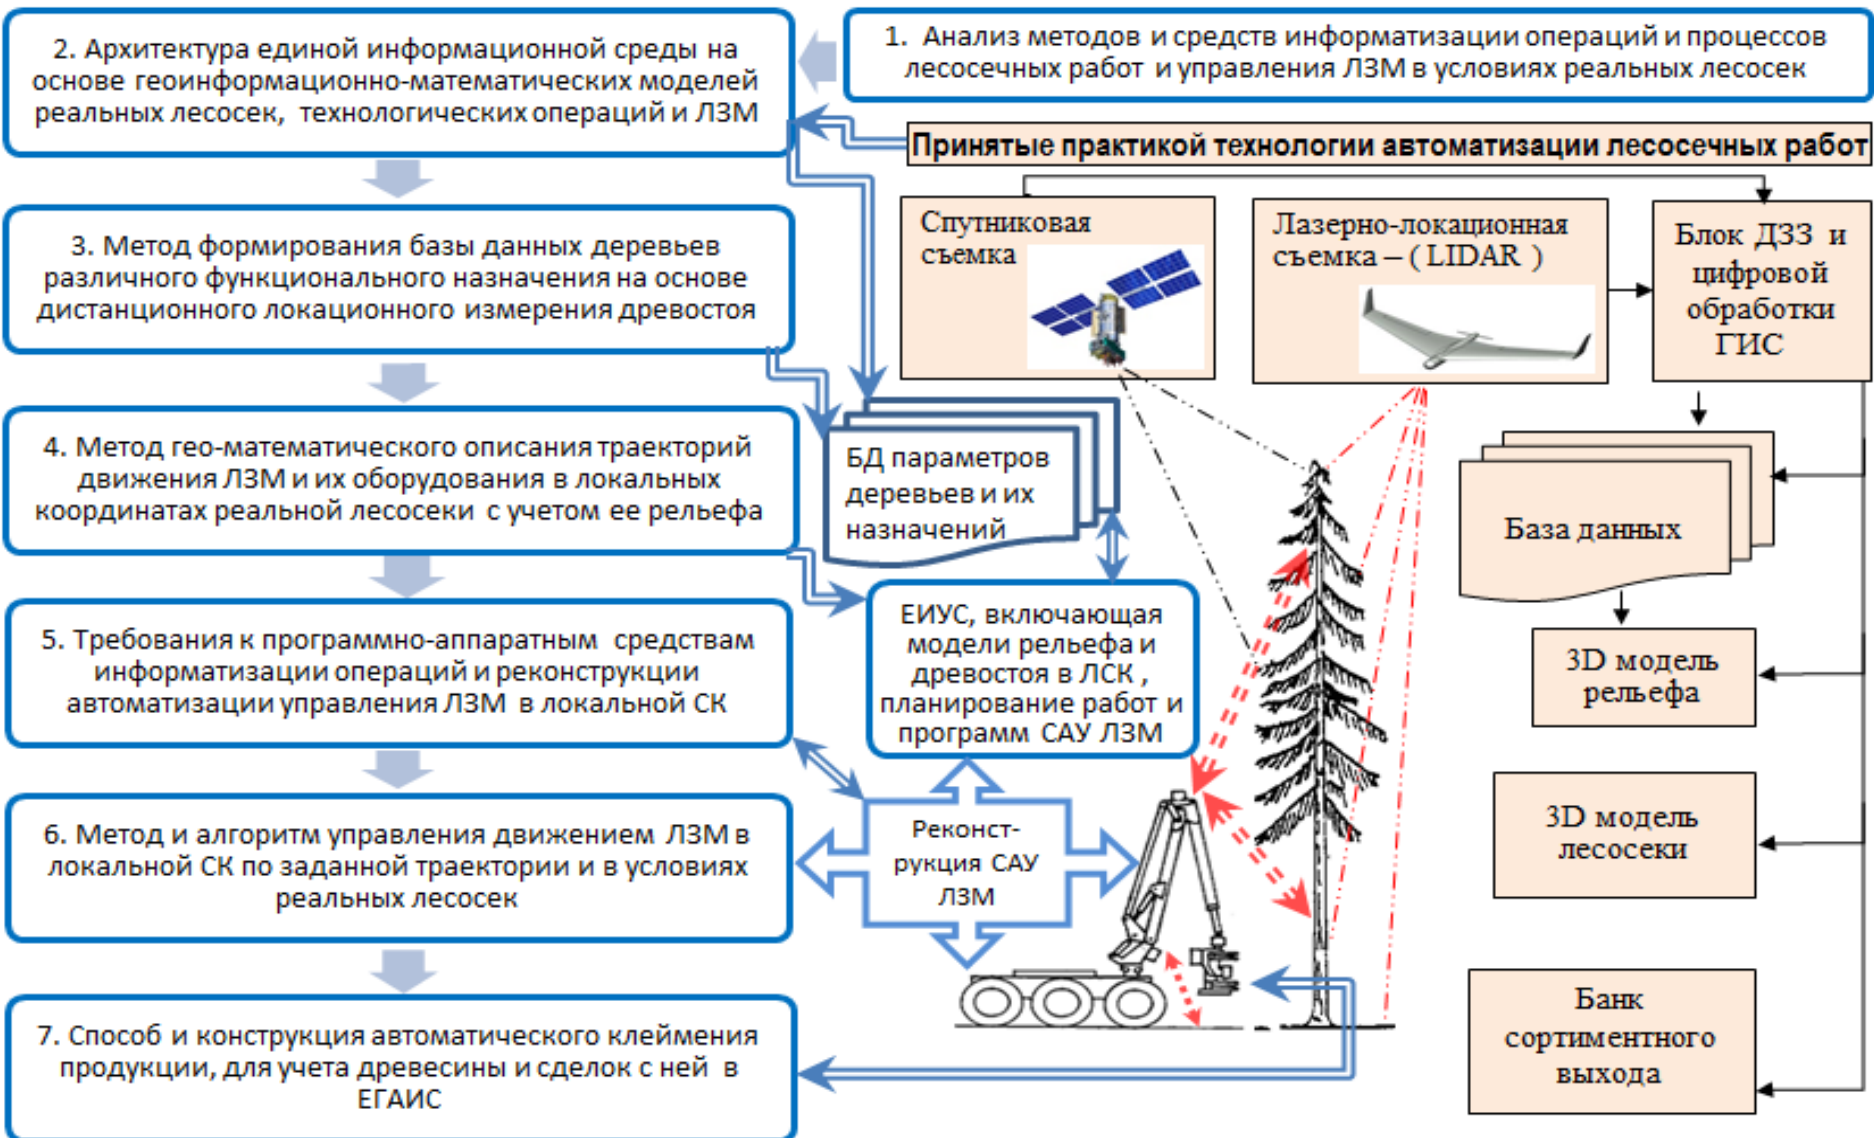 1. Анализ методов и средств информатизации операций и процессов
лесосечных работ и управления ЛЗМ в условиях реальных лесосек
2. Архитектура единой информационной среды на
основе геоинформационно-математических моделей
реальных лесосек, технологических операций и ЛЗМ
Принятые практикой технологии автоматизации лесосечных работ
3. Метод формирования базы данных деревьев
различного функционального назначения на основе
дистанционного локационного измерения древостоя
Спутниковая
съемка
Лазерно-локационная
съемка – ( LIDAR )
Блок ДЗЗ и
цифровой
обработки
ГИС
4. Метод гео-математического описания траекторий
движения ЛЗМ и их оборудования в локальных
координатах реальной лесосеки с учетом ее рельефа
БД параметров
деревьев и их
назначений
База данных
5. Требования к программно-аппаратным средствам
информатизации операций и реконструкции
автоматизации управления ЛЗМ в локальной СК
ЕИУС, включающая
модели рельефа и
древостоя в ЛСК ,
планирование работ и
программ САУ ЛЗМ
3D модель
рельефа
6. Метод и алгоритм управления движением ЛЗМ в
локальной СК по заданной траектории и в условиях
реальных лесосек
Реконст-
рукция САУ
ЛЗМ
3D модель
лесосеки
7. Способ и конструкция автоматического клеймения
продукции, для учета древесины и сделок с ней в
ЕГАИС
Банк
сортиментного
выхода